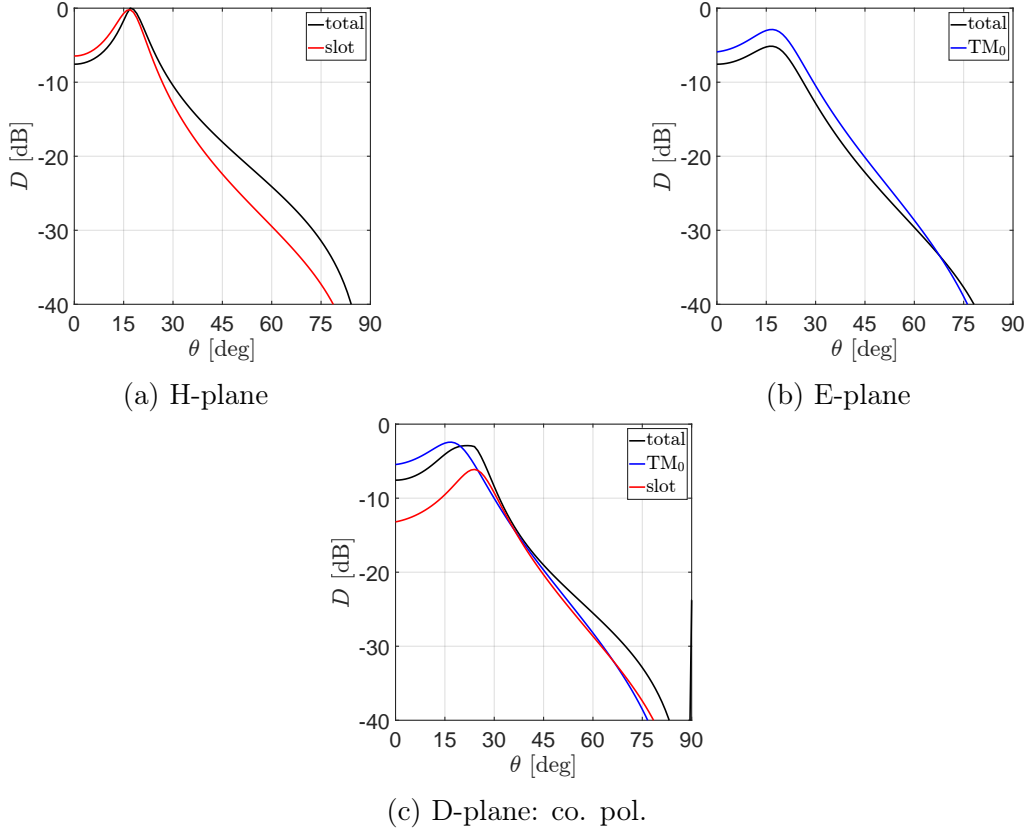 0
-10
-20
-30
-40
D [dB]
0 15 30 45 60 75 90
θ [deg]
total
slot
(a) H-plane
0
-10
-20
-30
-40
D [dB]
0 15 30 45 60 75 90
θ [deg]
total
TM₀
(b) E-plane
0
-10
-20
-30
-40
D [dB]
0 15 30 45 60 75 90
θ [deg]
total
TM₀
slot
(c) D-plane: co. pol.